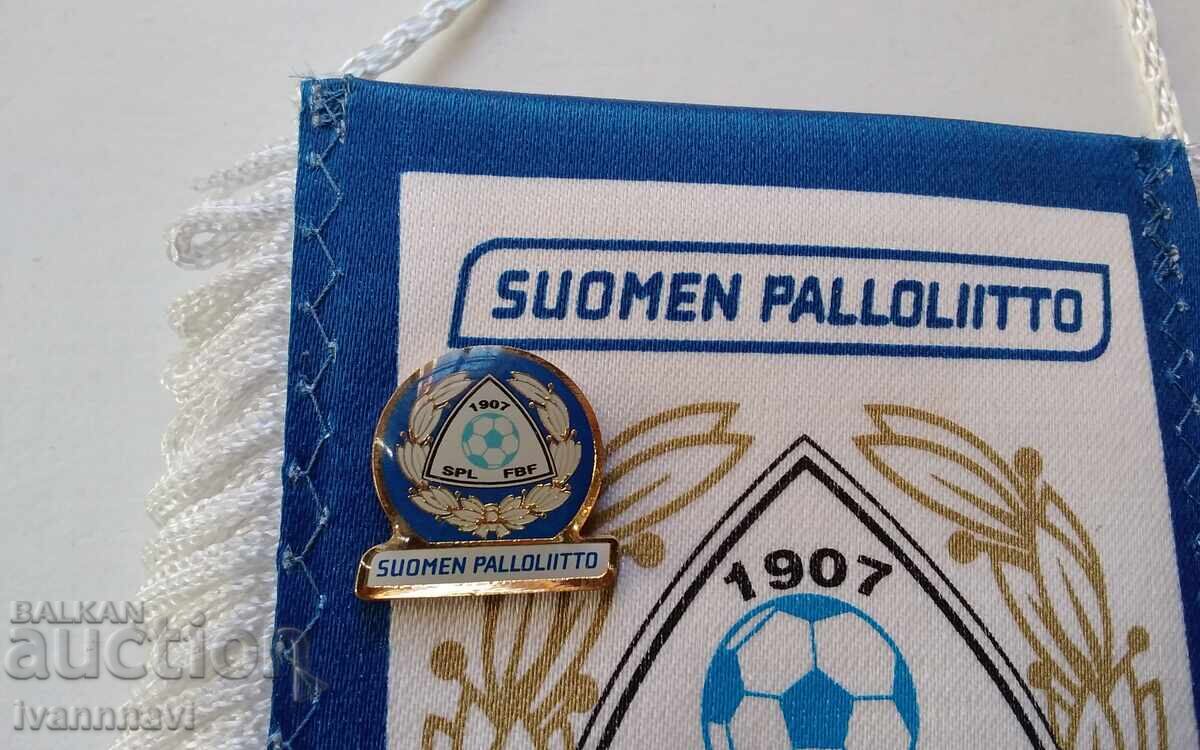 SUOMEN PALLOLIITTO
1907
SPL FBF
SUOMEN PALLOLIITTO
1907
BALKAN
auction
ivannnavi